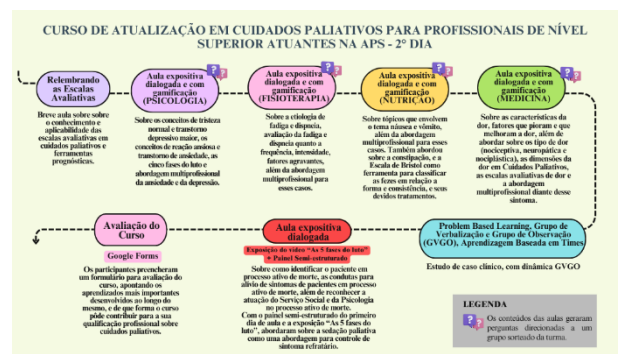 CURSO DE ATUALIZAÇÃO EM CUIDADOS PALIATIVOS PARA PROFISSIONAIS DE NÍVEL
SUPERIOR ATUANTES NA APS - 2° DIA
Relembrando
as Escalas
Avaliativas
Breve aula sobre sobre
o conhecimento e
aplicabilidade das
escalas avaliativas em
cuidados paliativos e
ferramentas
prognósticas.
Aula expositiva
dialogada e com
gamificação
(PSICOLOGIA)
Sobre os conceitos de tristeza
normal e transtorno
depressivo maior, os
conceitos de reação ansiosa e
transtorno de ansiedade, as
cinco fases do luto e
abordagem multiprofissional
da ansiedade e da depressão.
Aula expositiva
dialogada e com
gamificação
(FISIOTERAPIA)
Sobre a etiologia de
fadiga e dispneia,
avaliação da fadiga e
dispneia quanto a
frequência, intensidade,
fatores agravantes,
além da abordagem
multiprofissional para
esses casos.
Aula expositiva
dialogada e com
gamificação
(NUTRIÇÃO)
Sobre tópicos que envolvem
o tema náusea e vômito,
além da abordagem
multiprofissional para esses
casos. Também abordou
sobre a constipação, e a
Escala de Bristol como
ferramenta para classificar
as fezes em relação a
forma e consistência, e seus
devidos tratamentos.
Aula expositiva
dialogada e com
gamificação
(MEDICINA)
Sobre as características da
dor, fatores que pioram e que
melhoram a dor, além de
abordar sobre os tipo de dor
(nociceptiva, neuropática e
nociplástica), as dimensões da
dor em Cuidados Paliativos,
as escalas avaliativas de dor e
a abordagem
multiprofissional diante desse
sintoma.
Avaliação do
Curso
Google Forms
Os participantes preencheram
um formulário para avaliação do
curso, apontando os
aprendizados mais importantes
desenvolvidos ao longo do
mesmo, e de que forma o curso
pôde contribuir para a sua
qualificação profissional sobre
cuidados paliativos.
Aula expositiva
dialogada
Exposição do vídeo "As 5 fases do luto"
+ Painel Semi-estruturado
Sobre como identificar o paciente em
processo ativo de morte, as condutas para
alívio de sintomas de pacientes em processo
ativo de morte, além de reconhecer a
atuação do Serviço Social e da Psicologia
no processo ativo de morte.
Com o painel semi-estruturado do primeiro
dia de aula e a exposição "As 5 fases do
luto", abordaram sobre a sedação paliativa
como uma abordagem para controle de
sintoma refratário.
Problem Based Learning, Grupo de
Verbalização e Grupo de Observação
(GVGO), Aprendizagem Baseada em Times
Estudo de caso clínico, com dinâmica GVGO
LEGENDA
Os conteúdos das aulas geraram
perguntas direcionadas a um
grupo sorteado da turma.